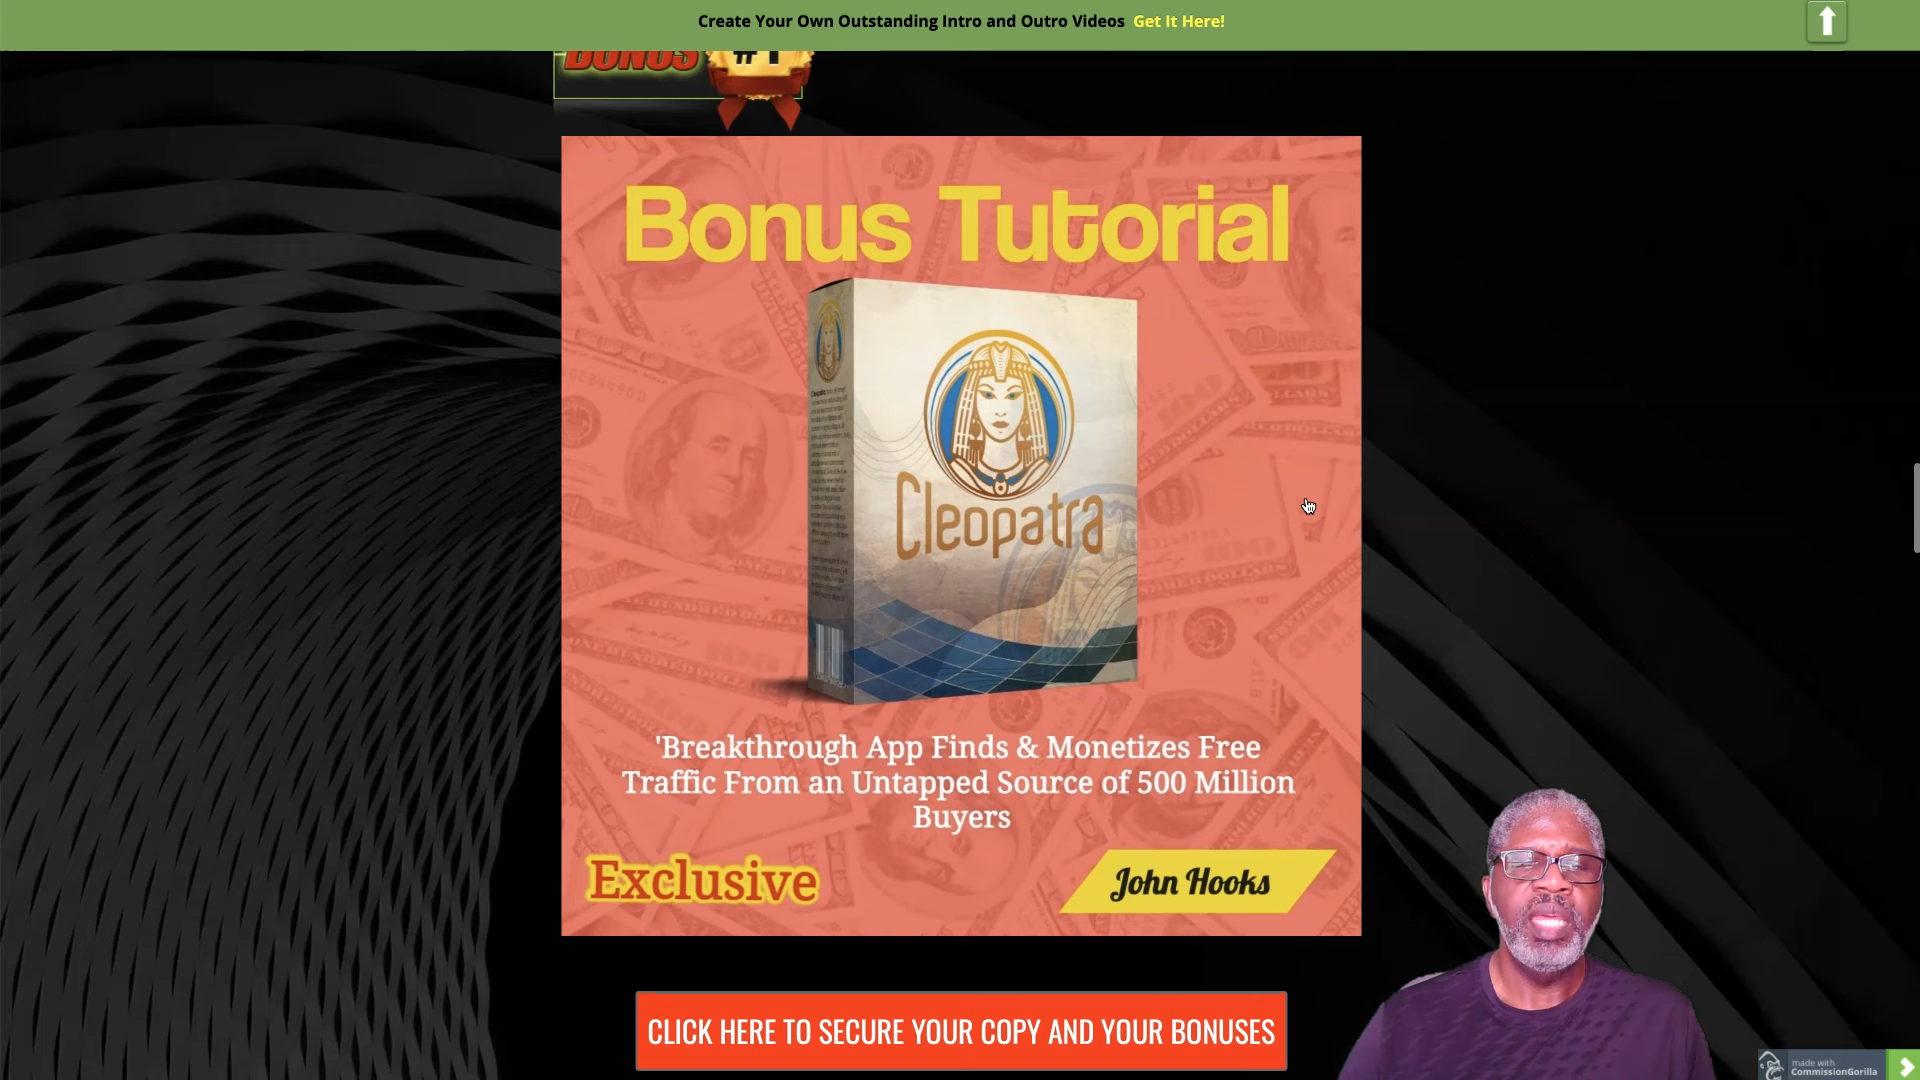 Create Your Own Outstanding Intro and Outro Videos Get It Here!
BONUS #1
Bonus Tutorial
Cleopatra
'Breakthrough App Finds & Monetizes Free
Traffic From an Untapped Source of 500 Million
Buyers
Exclusive
John Hooks
CLICK HERE TO SECURE YOUR COPY AND YOUR BONUSES
made with
CommissionGorilla